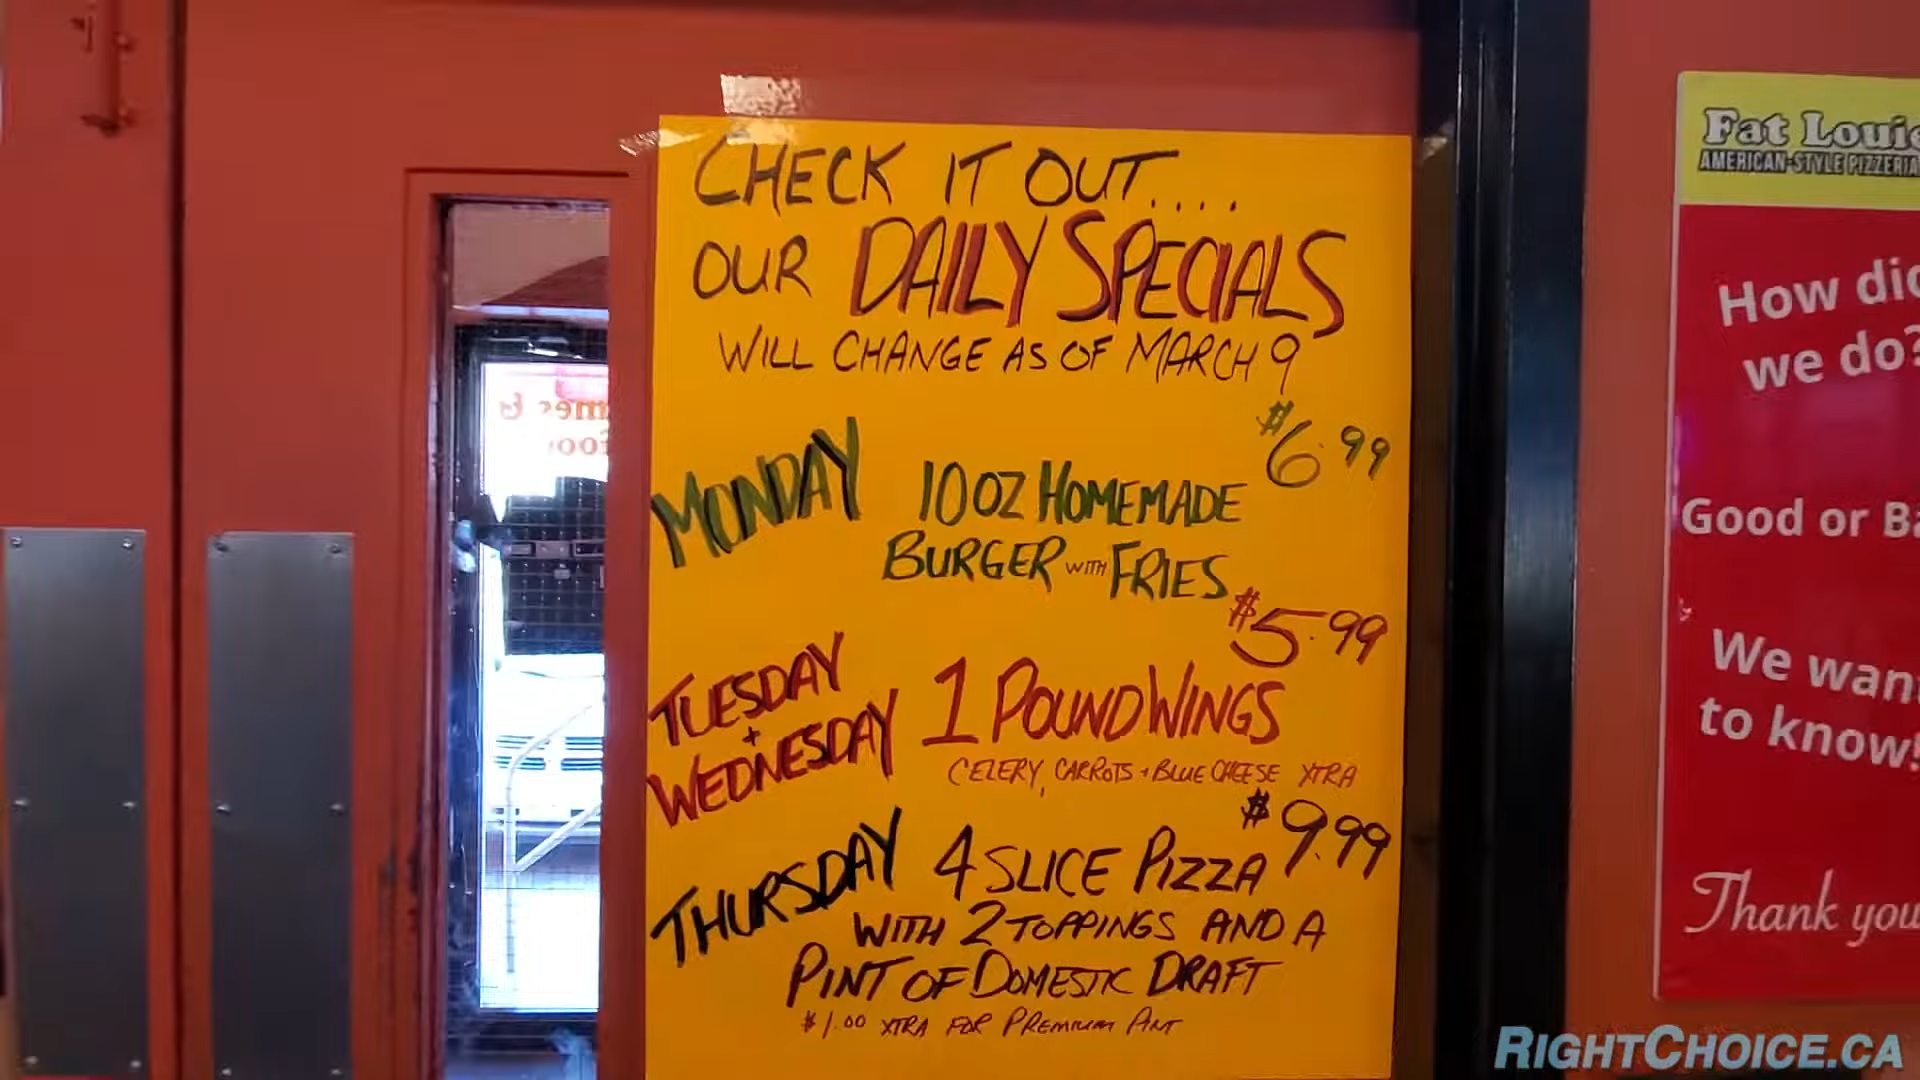 CHECK IT OUT....
OUR DAILY SPECIALS
WILL CHANGE AS OF MARCH 9
MONDAY
$6.99
10 OZ HOMEMADE
BURGER WITH FRIES
TUESDAY
+
WEDNESDAY
$5.99
1 POUND WINGS
CELERY, CARROTS + BLUE CHEESE XTRA
THURSDAY
$9.99
4 SLICE PIZZA
WITH 2 TOPPINGS AND A
PINT OF DOMESTIC DRAFT
$1.00 XTRA FOR PREMIUM PINT
Fat Louie
AMERICAN-STYLE PIZZERIA
How did
we do?
Good or Ba
We want
to know!
Thank you
RIGHTCHOICE.CA